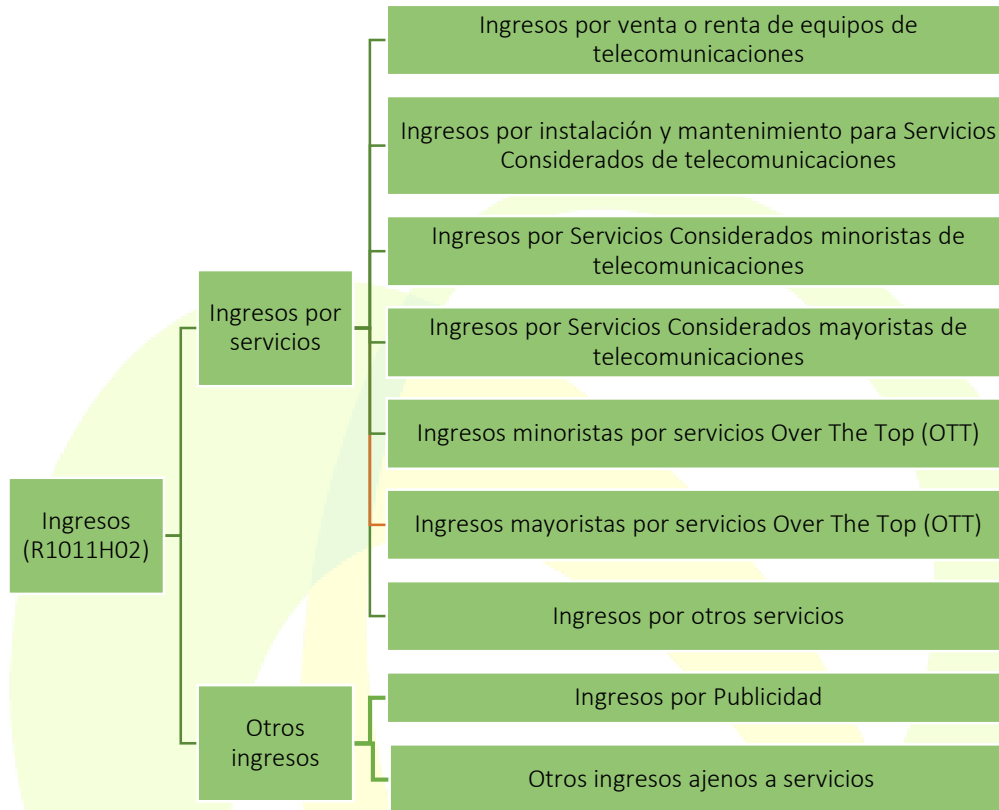 Ingresos por venta o renta de equipos de
telecomunicaciones
Ingresos por instalación y mantenimiento para Servicios
Considerados de telecomunicaciones
Ingresos por Servicios Considerados minoristas de
telecomunicaciones
Ingresos por
servicios
Ingresos por Servicios Considerados mayoristas de
telecomunicaciones
Ingresos minoristas por servicios Over The Top (OTT)
Ingresos
(R1011H02)
Ingresos mayoristas por servicios Over The Top (OTT)
Ingresos por otros servicios
Otros
ingresos
Ingresos por Publicidad
Otros ingresos ajenos a servicios